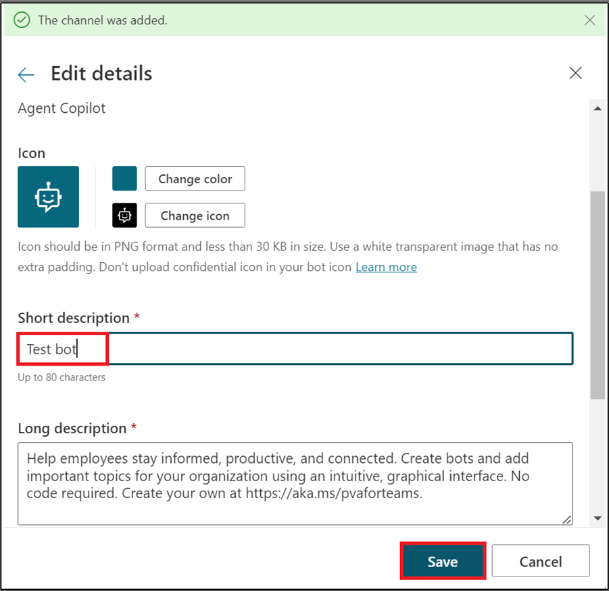 The channel was added.
Edit details
Agent Copilot
Icon
Change color
Change icon
Icon should be in PNG format and less than 30 KB in size. Use a white transparent image that has no
extra padding. Don't upload confidential icon in your bot icon Learn more
Short description *
Test bot
Up to 80 characters
Long description *
Help employees stay informed, productive, and connected. Create bots and add
important topics for your organization using an intuitive, graphical interface. No
code required. Create your own at https://aka.ms/pvaforteams.
Save Cancel